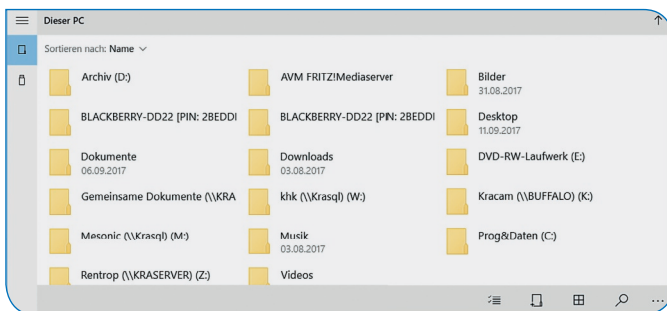 Dieser PC
Sortieren nach: Name
Archiv (D:)
AVM FRITZ!Mediaserver
Bilder
31.08.2017
BLACKBERRY-DD22 [PIN: 2BEDDI
BLACKBERRY-DD22 [PIN: 2BEDDI
Desktop
11.09.2017
Dokumente
06.09.2017
Downloads
03.08.2017
DVD-RW-Laufwerk (E:)
Gemeinsame Dokumente (\\KRA
khk (\\Krasql) (W:)
Kracam (\\BUFFALO) (K:)
Mesonic (\\Krasql) (M:)
Musik
03.08.2017
Prog&Daten (C:)
Rentrop (\\KRASERVER) (Z:)
Videos